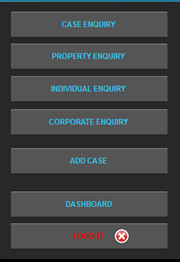 CASE ENQUIRY
PROPERTY ENQUIRY
INDIVIDUAL ENQUIRY
CORPORATE ENQUIRY
ADD CASE
DASHBOARD
LOGOUT